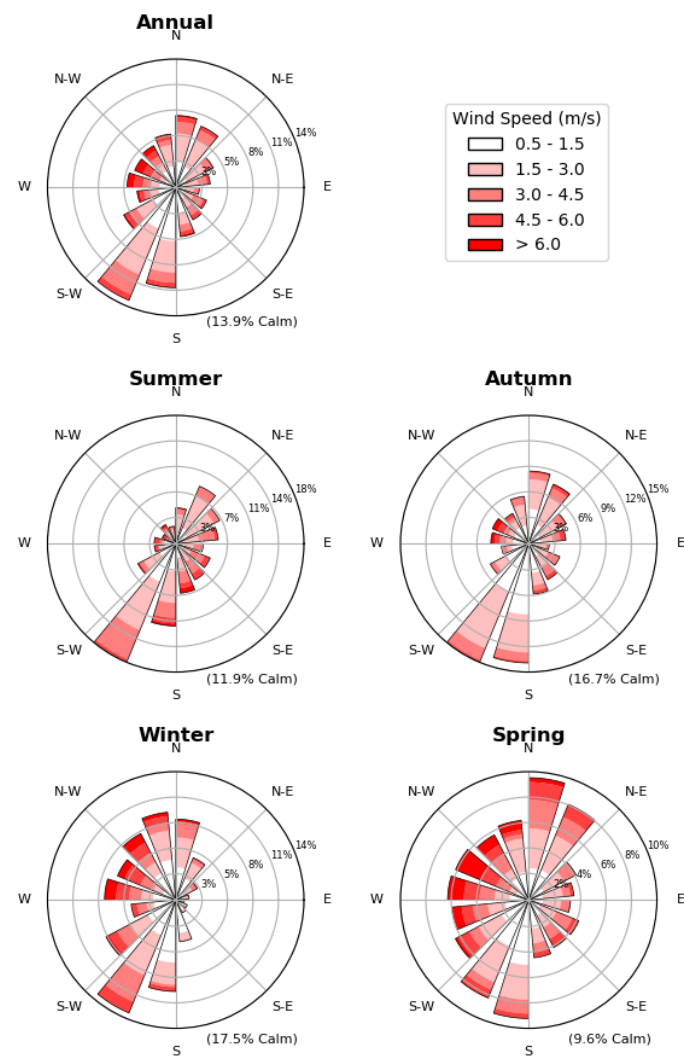 Annual
N
N-W
N-E
W
E
S-W
S-E
S
3%
5%
8%
11%
14%
(13.9% Calm)
Wind Speed (m/s)
0.5 - 1.5
1.5 - 3.0
3.0 - 4.5
4.5 - 6.0
> 6.0
Summer
N
N-W
N-E
W
E
S-W
S-E
S
3%
7%
11%
14%
18%
(11.9% Calm)
Autumn
N
N-W
N-E
W
E
S-W
S-E
S
3%
6%
9%
12%
15%
(16.7% Calm)
Winter
N
N-W
N-E
W
E
S-W
S-E
S
3%
5%
8%
11%
14%
(17.5% Calm)
Spring
N
N-W
N-E
W
E
S-W
S-E
S
2%
4%
6%
8%
10%
(9.6% Calm)